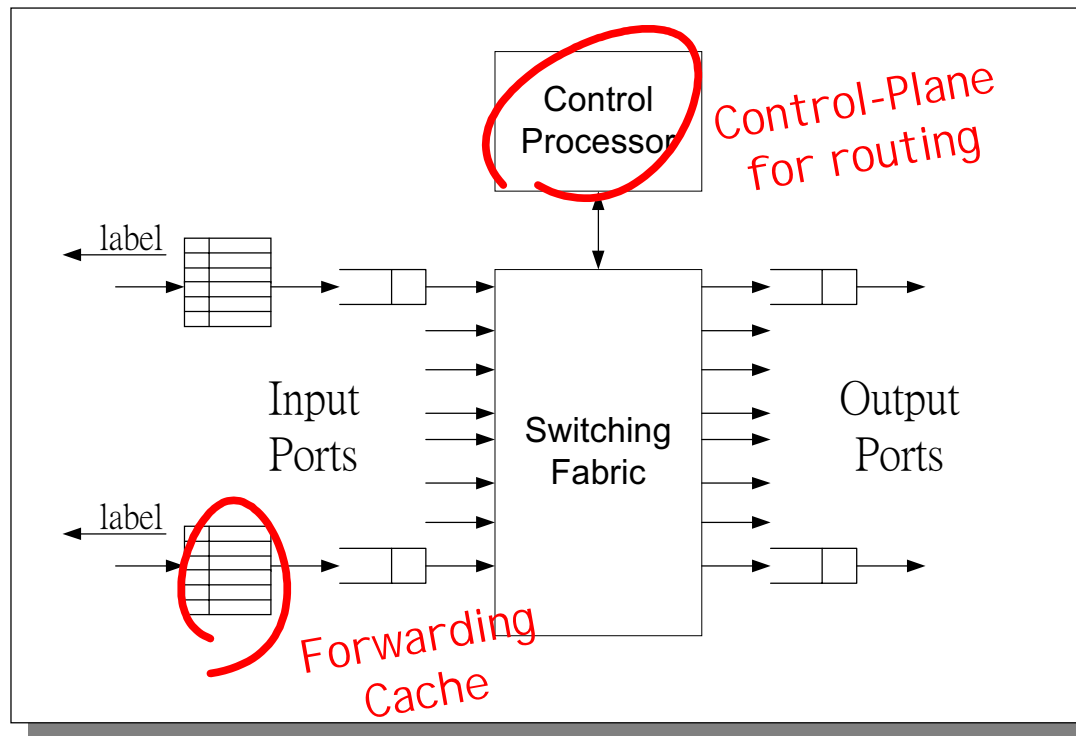 Control
Processor
Control-Plane
for routing
label
Input
Ports
Switching
Fabric
Output
Ports
label
Forwarding
Cache